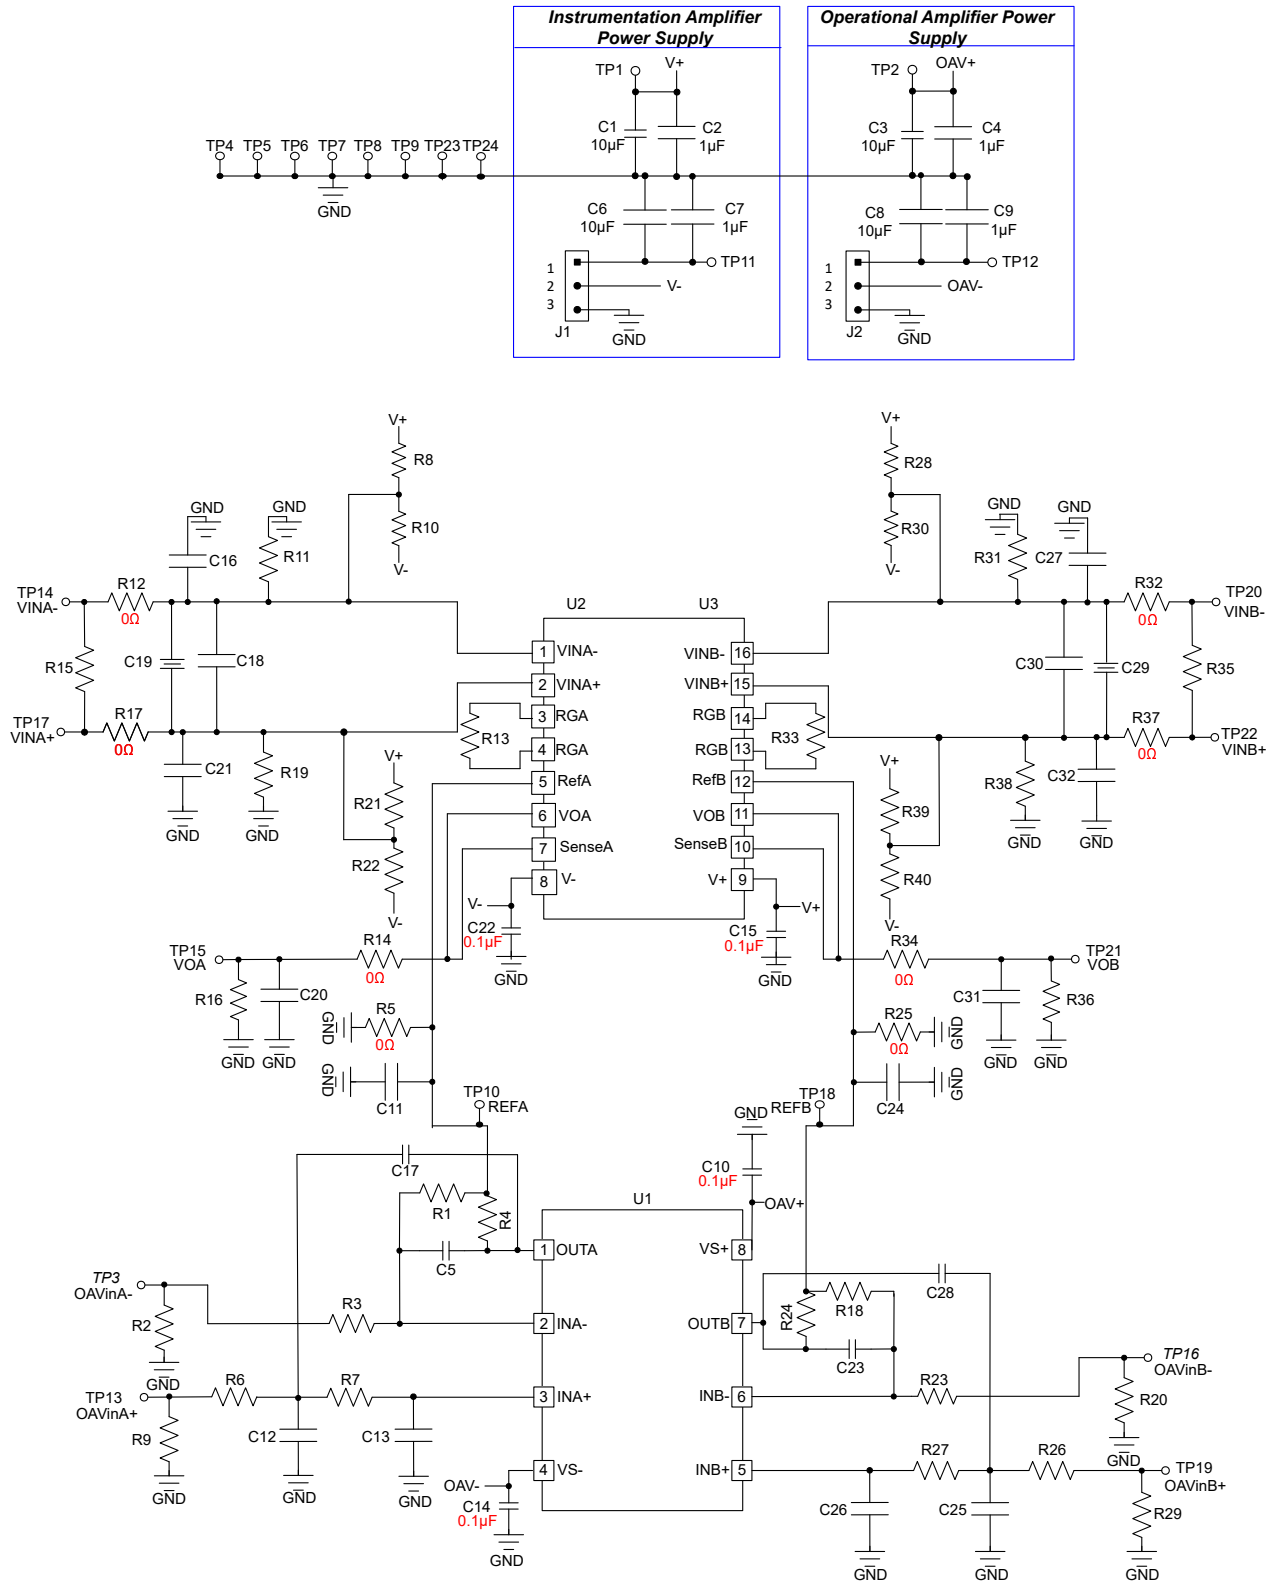 Instrumentation Amplifier
Power Supply
Operational Amplifier Power
Supply
TP1
V+
TP2
OAV+
C1
10µF
C2
1µF
C3
10µF
C4
1µF
TP4 TP5 TP6 TP7 TP8 TP9 TP23 TP24
GND
C6
10µF
C7
1µF
C8
10µF
C9
1µF
TP11
TP12
1
2
3
V-
J1
GND
1
2
3
OAV-
J2
GND
V+
R8
R10
V-
V+
R28
R30
V-
GND
GND
C16
R11
GND
GND
R31
C27
TP14
VINA-
R12
0Ω
R32
0Ω
TP20
VINB-
U2
U3
R15
C19
C18
C30
C29
R35
1 VINA-
2 VINA+
3 RGA
4 RGA
5 RefA
6 VOA
7 SenseA
8 V-
VINB- 16
VINB+ 15
RGB 14
RGB 13
RefB 12
VOB 11
SenseB 10
V+ 9
R13
R33
TP17
VINA+
R17
0Ω
R37
0Ω
TP22
VINB+
C21
R19
GND
GND
V+
R21
R22
V-
V+
R39
R40
V-
R38
C32
GND
GND
V-
C22
0.1µF
GND
V+
C15
0.1µF
GND
TP15
VOA
R14
0Ω
R16
C20
GND
GND
R34
0Ω
TP21
VOB
C31
R36
GND
GND
GND
R5
0Ω
R25
0Ω
GND
GND
C11
C24
GND
TP10
REFA
TP18
REFB
GND
C10
0.1µF
OAV+
C17
R1
R4
C5
U1
1 OUTA
2 INA-
3 INA+
4 VS-
VS+ 8
OUTB 7
INB- 6
INB+ 5
C28
R18
R24
C23
TP3
OAVinA-
R3
R2
GND
TP13
OAVinA+
R6
R7
R9
C12
C13
GND
GND
GND
OAV-
C14
0.1µF
GND
R23
TP16
OAVinB-
R20
GND
R27
R26
TP19
OAVinB+
C26
C25
R29
GND
GND
GND